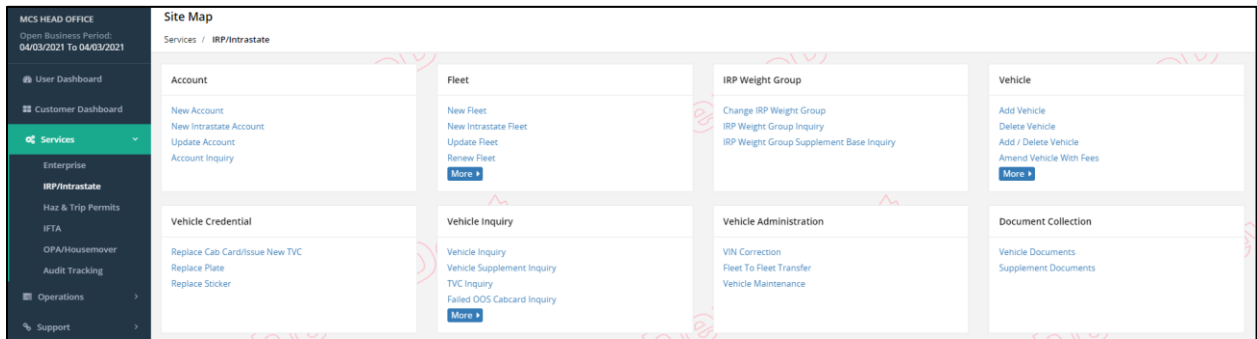 MCS HEAD OFFICE
Open Business Period:
04/03/2021 To 04/03/2021
User Dashboard
Customer Dashboard
Services
Enterprise
IRP/Intrastate
Haz & Trip Permits
IFTA
OPA/Housemover
Audit Tracking
Operations
Support
Site Map
Services / IRP/Intrastate
Account
New Account
New Intrastate Account
Update Account
Account Inquiry
Fleet
New Fleet
New Intrastate Fleet
Update Fleet
Renew Fleet
More
IRP Weight Group
Change IRP Weight Group
IRP Weight Group Inquiry
IRP Weight Group Supplement Base Inquiry
Vehicle
Add Vehicle
Delete Vehicle
Add / Delete Vehicle
Amend Vehicle With Fees
More
Vehicle Credential
Replace Cab Card/Issue New TVC
Replace Plate
Replace Sticker
Vehicle Inquiry
Vehicle Inquiry
Vehicle Supplement Inquiry
TVC Inquiry
Failed OOS Cabcard Inquiry
More
Vehicle Administration
VIN Correction
Fleet To Fleet Transfer
Vehicle Maintenance
Document Collection
Vehicle Documents
Supplement Documents